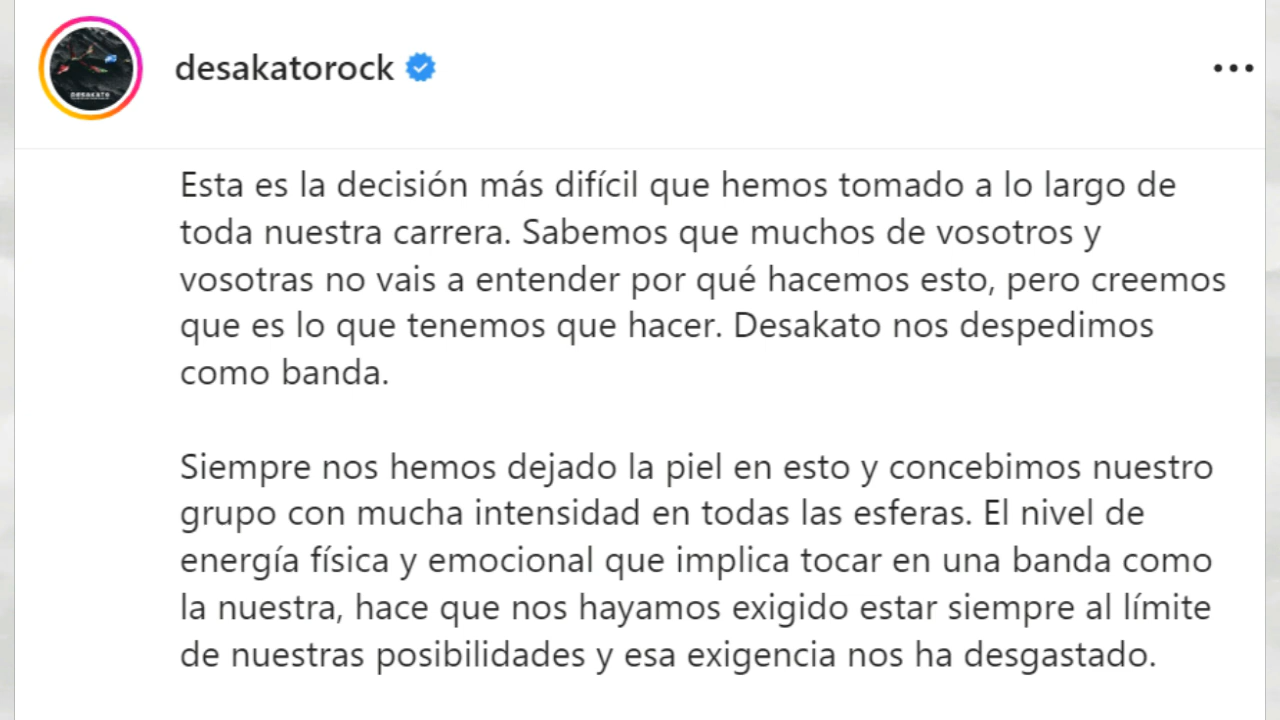 desakatorock
Esta es la decisión más difícil que hemos tomado a lo largo de
toda nuestra carrera. Sabemos que muchos de vosotros y
vosotras no vais a entender por qué hacemos esto, pero creemos
que es lo que tenemos que hacer. Desakato nos despedimos
como banda.
Siempre nos hemos dejado la piel en esto y concebimos nuestro
grupo con mucha intensidad en todas las esferas. El nivel de
energía física y emocional que implica tocar en una banda como
la nuestra, hace que nos hayamos exigido estar siempre al límite
de nuestras posibilidades y esa exigencia nos ha desgastado.